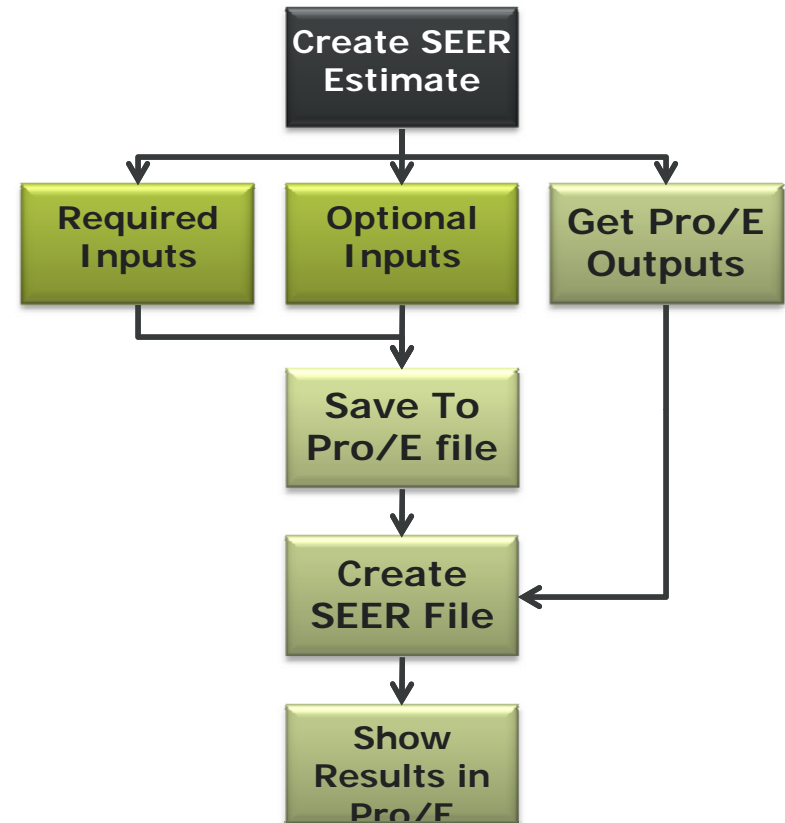 Create SEER
Estimate
Required
Inputs
Optional
Inputs
Get Pro/E
Outputs
Save To
Pro/E file
Create
SEER File
Show
Results in
Pro/E